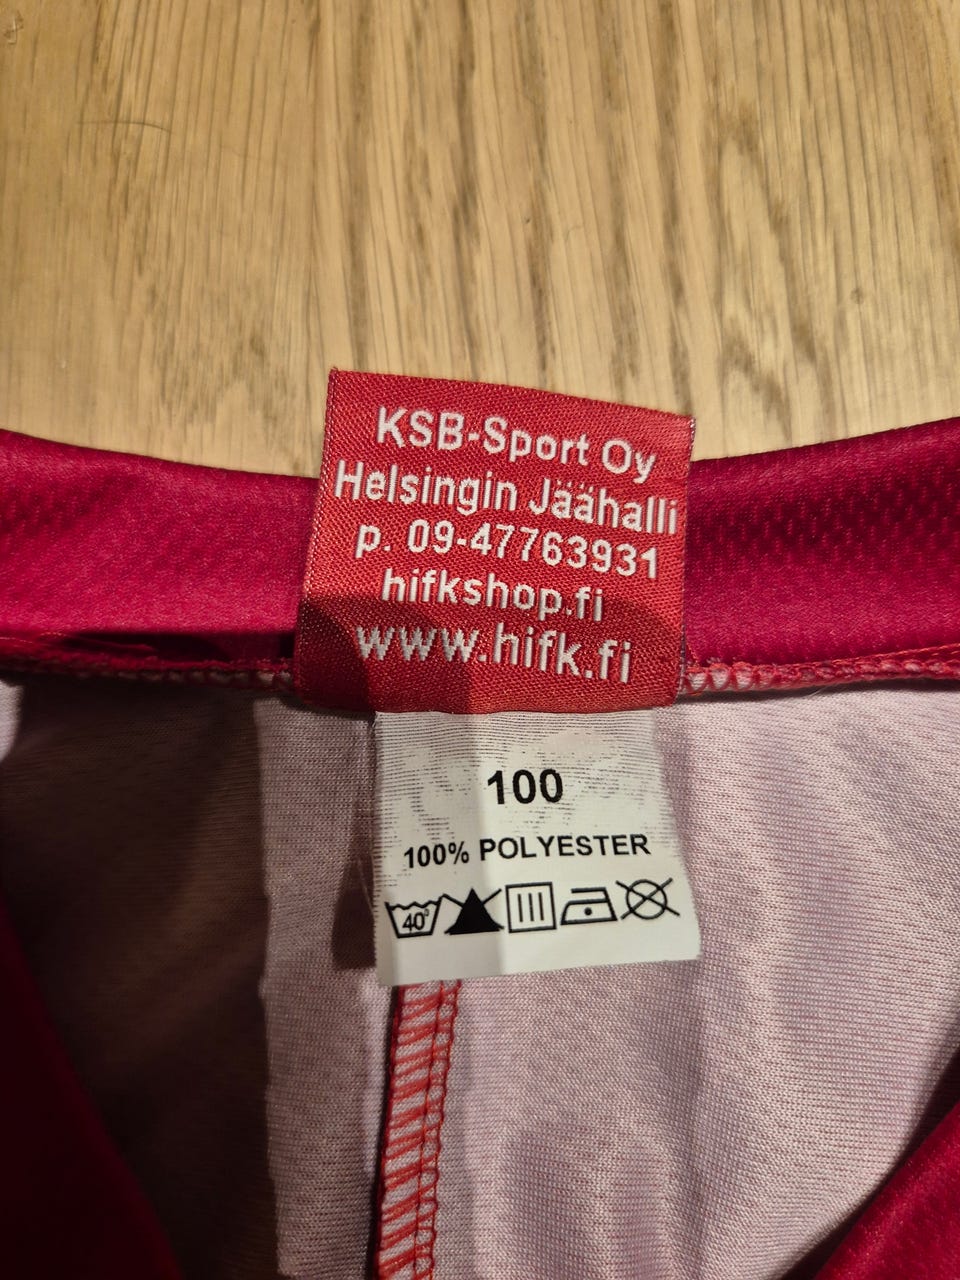 KSB-Sport Oy
Helsingin Jäähalli
p. 09-47763931
hifkshop.fi
www.hifk.fi
100
100% POLYESTER
40°